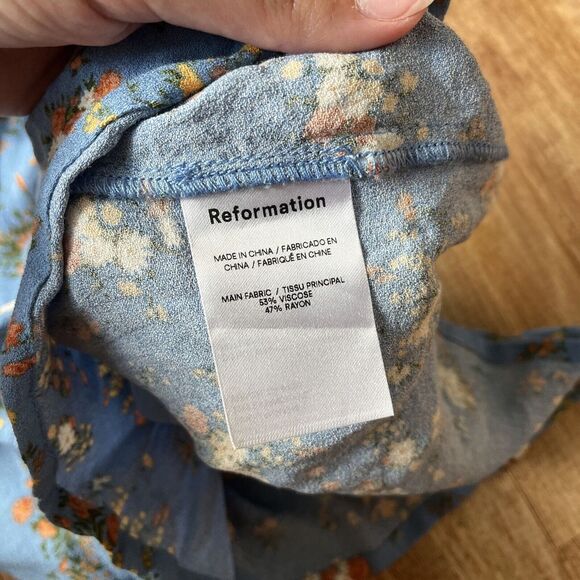 Reformation
MADE IN CHINA / FABRICADO EN
CHINA / FABRIQUÉ EN CHINE
MAIN FABRIC / TISSU PRINCIPAL
53% VISCOSE
47% RAYON